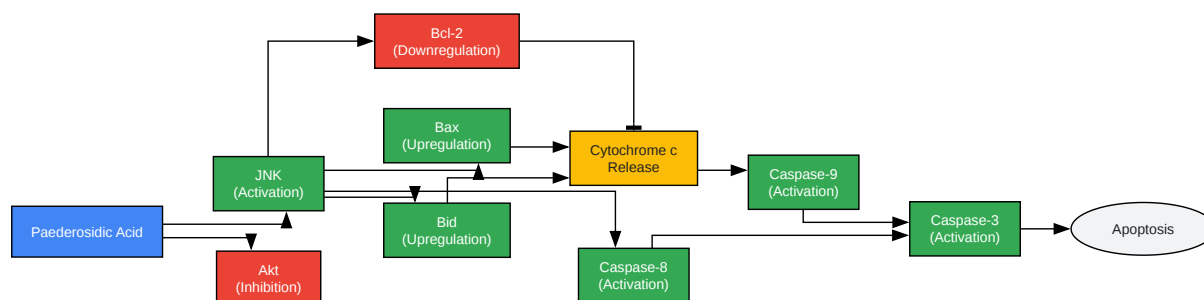 Bcl-2
(Downregulation)
Bax
(Upregulation)
Cytochrome c
Release
JNK
(Activation)
Caspase-9
(Activation)
Paederosidic Acid
Bid
(Upregulation)
Caspase-3
(Activation)
Apoptosis
Akt
(Inhibition)
Caspase-8
(Activation)